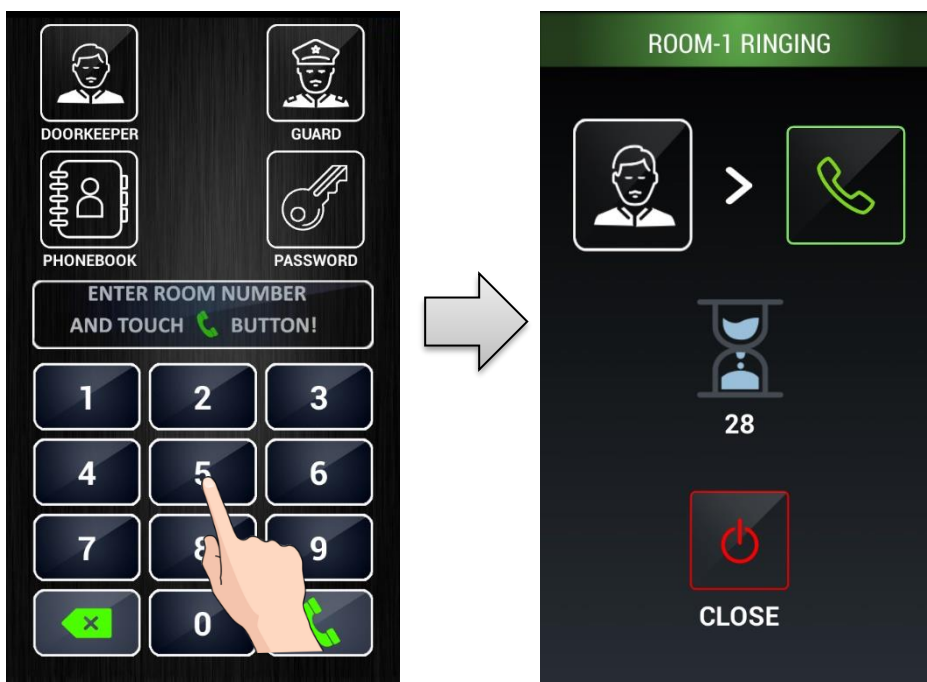 DOORKEEPER
GUARD
PHONEBOOK
PASSWORD
ENTER ROOM NUMBER
AND TOUCH BUTTON!
1 2 3
4 5 6
7 8 9
0
ROOM-1 RINGING
>
28
CLOSE